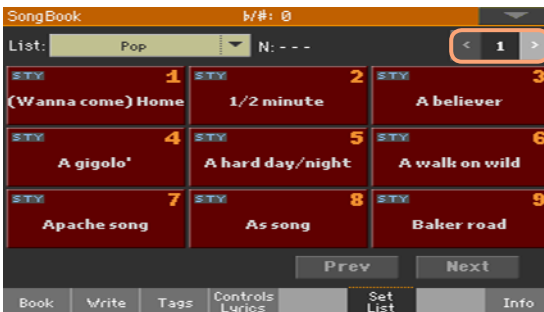 SongBook ♭/#: 0
List: Pop N: - - - < 1 >
STY 1 STY 2 STY 3
(Wanna come) Home 1/2 minute A believer
STY 4 STY 5 STY 6
A gigolo' A hard day/night A walk on wild
STY 7 STY 8 STY 9
Apache song As song Baker road
Prev Next
Book Write Tags Controls Lyrics Set List Info